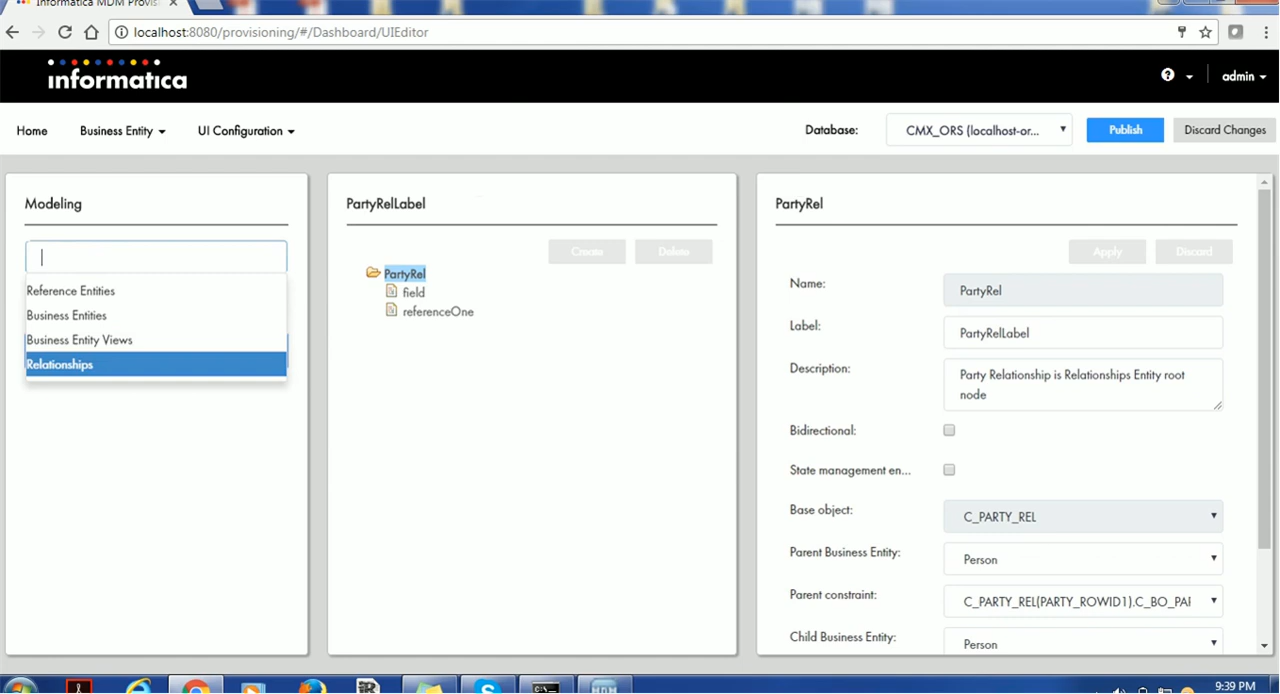 Informatica MDM Provisi
localhost:8080/provisioning/#/Dashboard/UIEditor
informatica
? admin
Home Business Entity UI Configuration Database: CMX_ORS (localhost-or... Publish Discard Changes
Modeling
Reference Entities
Business Entities
Business Entity Views
Relationships
PartyRelLabel
Create Delete
PartyRel
field
referenceOne
PartyRel
Apply Discard
Name: PartyRel
Label: PartyRelLabel
Description: Party Relationship is Relationships Entity root
node
Bidirectional:
State management en...
Base object: C_PARTY_REL
Parent Business Entity: Person
Parent constraint: C_PARTY_REL(PARTY_ROWID1).C_BO_PAI
Child Business Entity: Person
9:39 PM